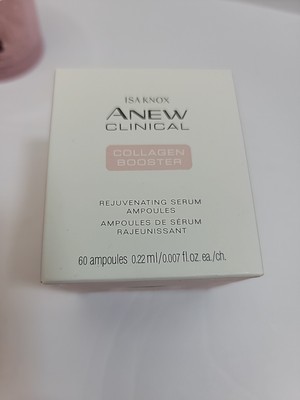 ISA KNOX
ANEW
CLINICAL
COLLAGEN
BOOSTER
REJUVENATING SERUM
AMPOULES
AMPOULES DE SÉRUM
RAJEUNISSANT
60 ampoules 0.22 ml/0.007 fl.oz. ea./ch.